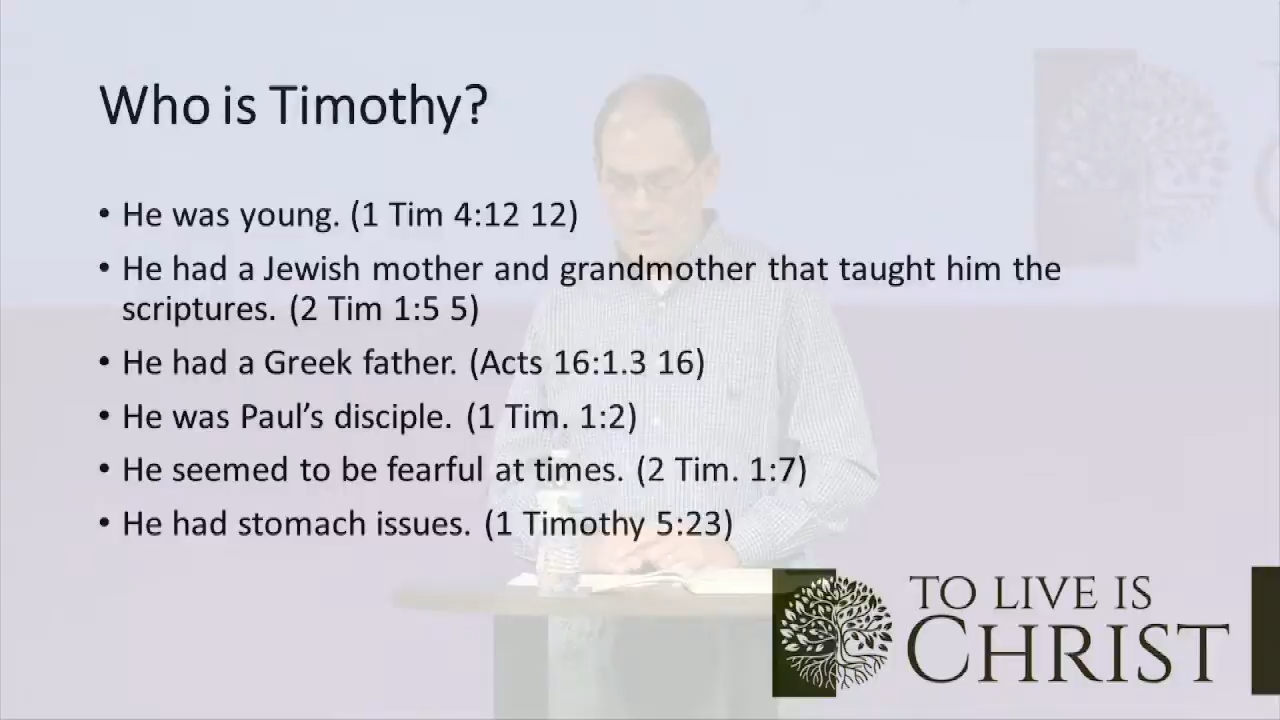 Who is Timothy?
• He was young. (1 Tim 4:12 12)
• He had a Jewish mother and grandmother that taught him the
scriptures. (2 Tim 1:5 5)
• He had a Greek father. (Acts 16:1.3 16)
• He was Paul’s disciple. (1 Tim. 1:2)
• He seemed to be fearful at times. (2 Tim. 1:7)
• He had stomach issues. (1 Timothy 5:23)
TO LIVE IS
CHRIST